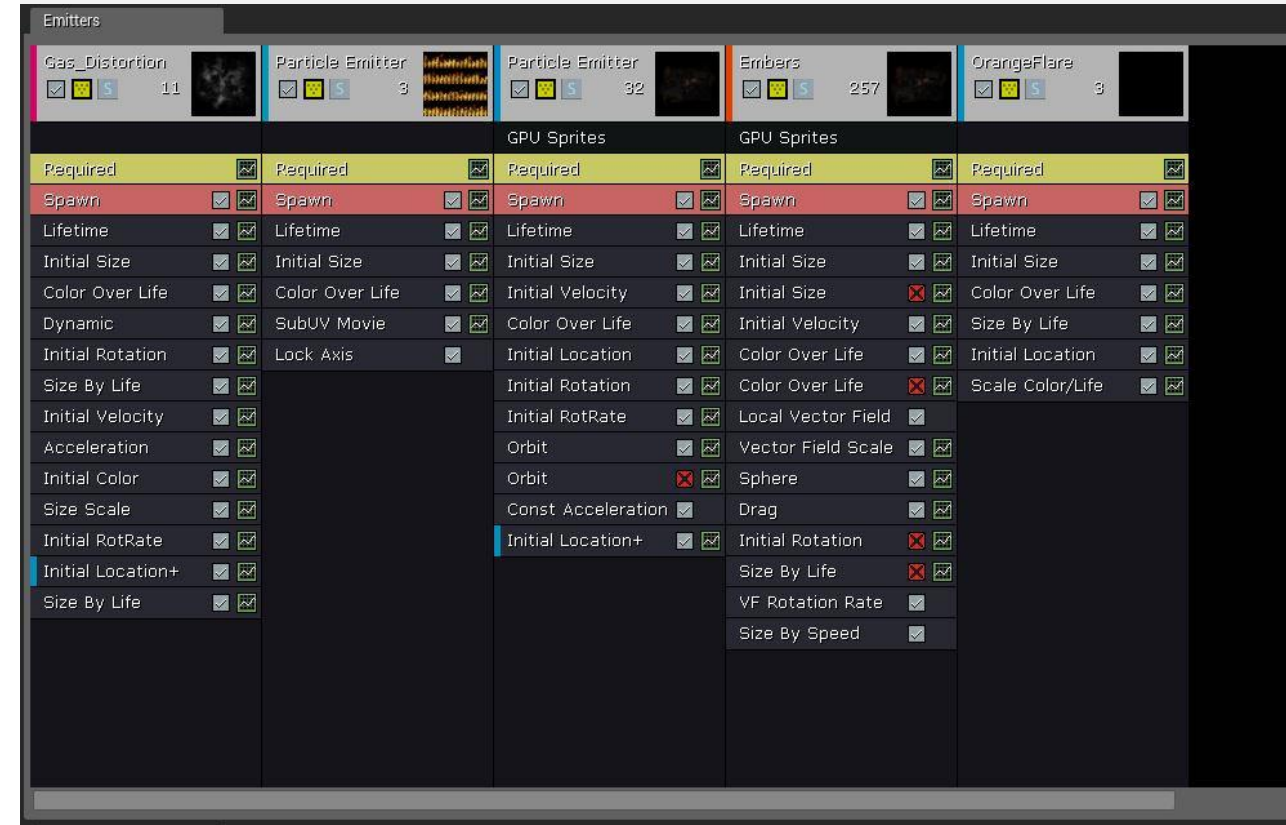 Emitters
Gas_Distortion
S 11
Required
Spawn
Lifetime
Initial Size
Color Over Life
Dynamic
Initial Rotation
Size By Life
Initial Velocity
Acceleration
Initial Color
Size Scale
Initial RotRate
Initial Location+
Size By Life
Particle Emitter
S 3
Required
Spawn
Lifetime
Initial Size
Color Over Life
SubUV Movie
Lock Axis
Particle Emitter
S 32
GPU Sprites
Required
Spawn
Lifetime
Initial Size
Initial Velocity
Color Over Life
Initial Location
Initial Rotation
Initial RotRate
Orbit
Orbit
Const Acceleration
Initial Location+
Embers
S 257
GPU Sprites
Required
Spawn
Lifetime
Initial Size
Initial Size
Initial Velocity
Color Over Life
Color Over Life
Local Vector Field
Vector Field Scale
Sphere
Drag
Initial Rotation
Size By Life
VF Rotation Rate
Size By Speed
OrangeFlare
S 3
Required
Spawn
Lifetime
Initial Size
Color Over Life
Size By Life
Initial Location
Scale Color/Life